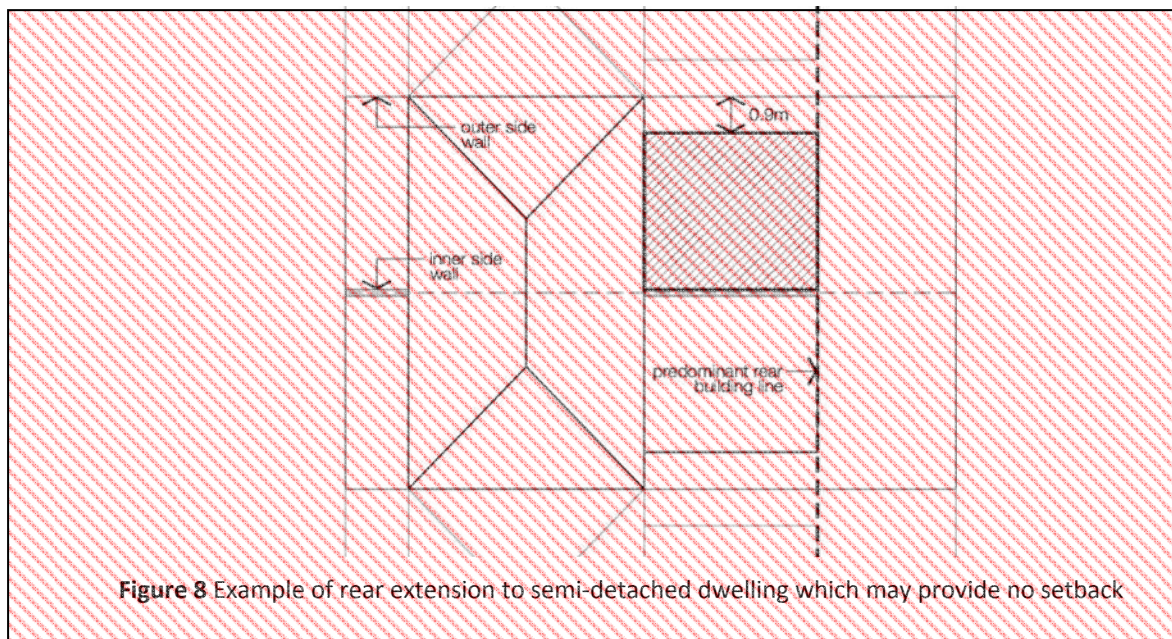 outer side
wall
0.9m
inner side
wall
predominant rear
building line
Figure 8 Example of rear extension to semi-detached dwelling which may provide no setback